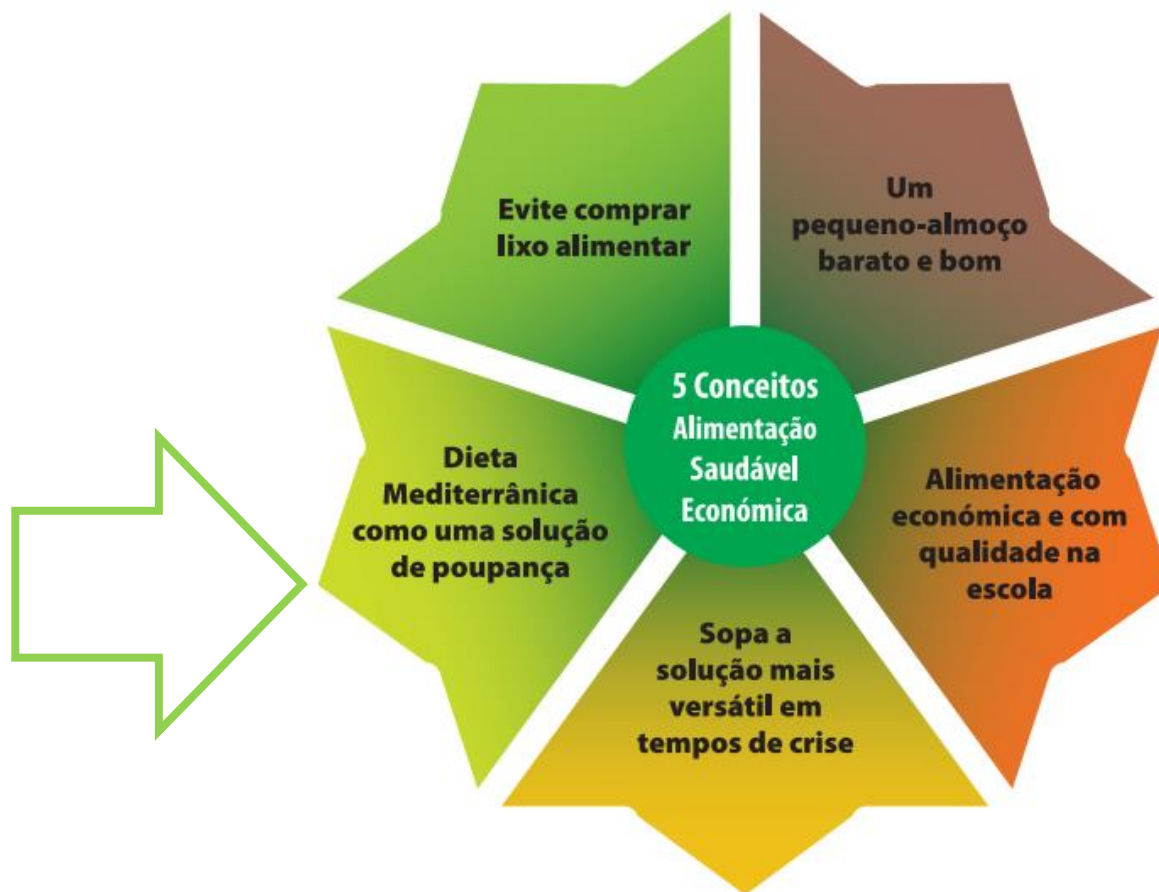 Evite comprar
lixo alimentar
Um
pequeno-almoço
barato e bom
5 Conceitos
Alimentação
Saudável
Económica
Dieta
Mediterrânica
como uma solução
de poupança
Alimentação
económica e com
qualidade na
escola
Sopa a
solução mais
versátil em
tempos de crise